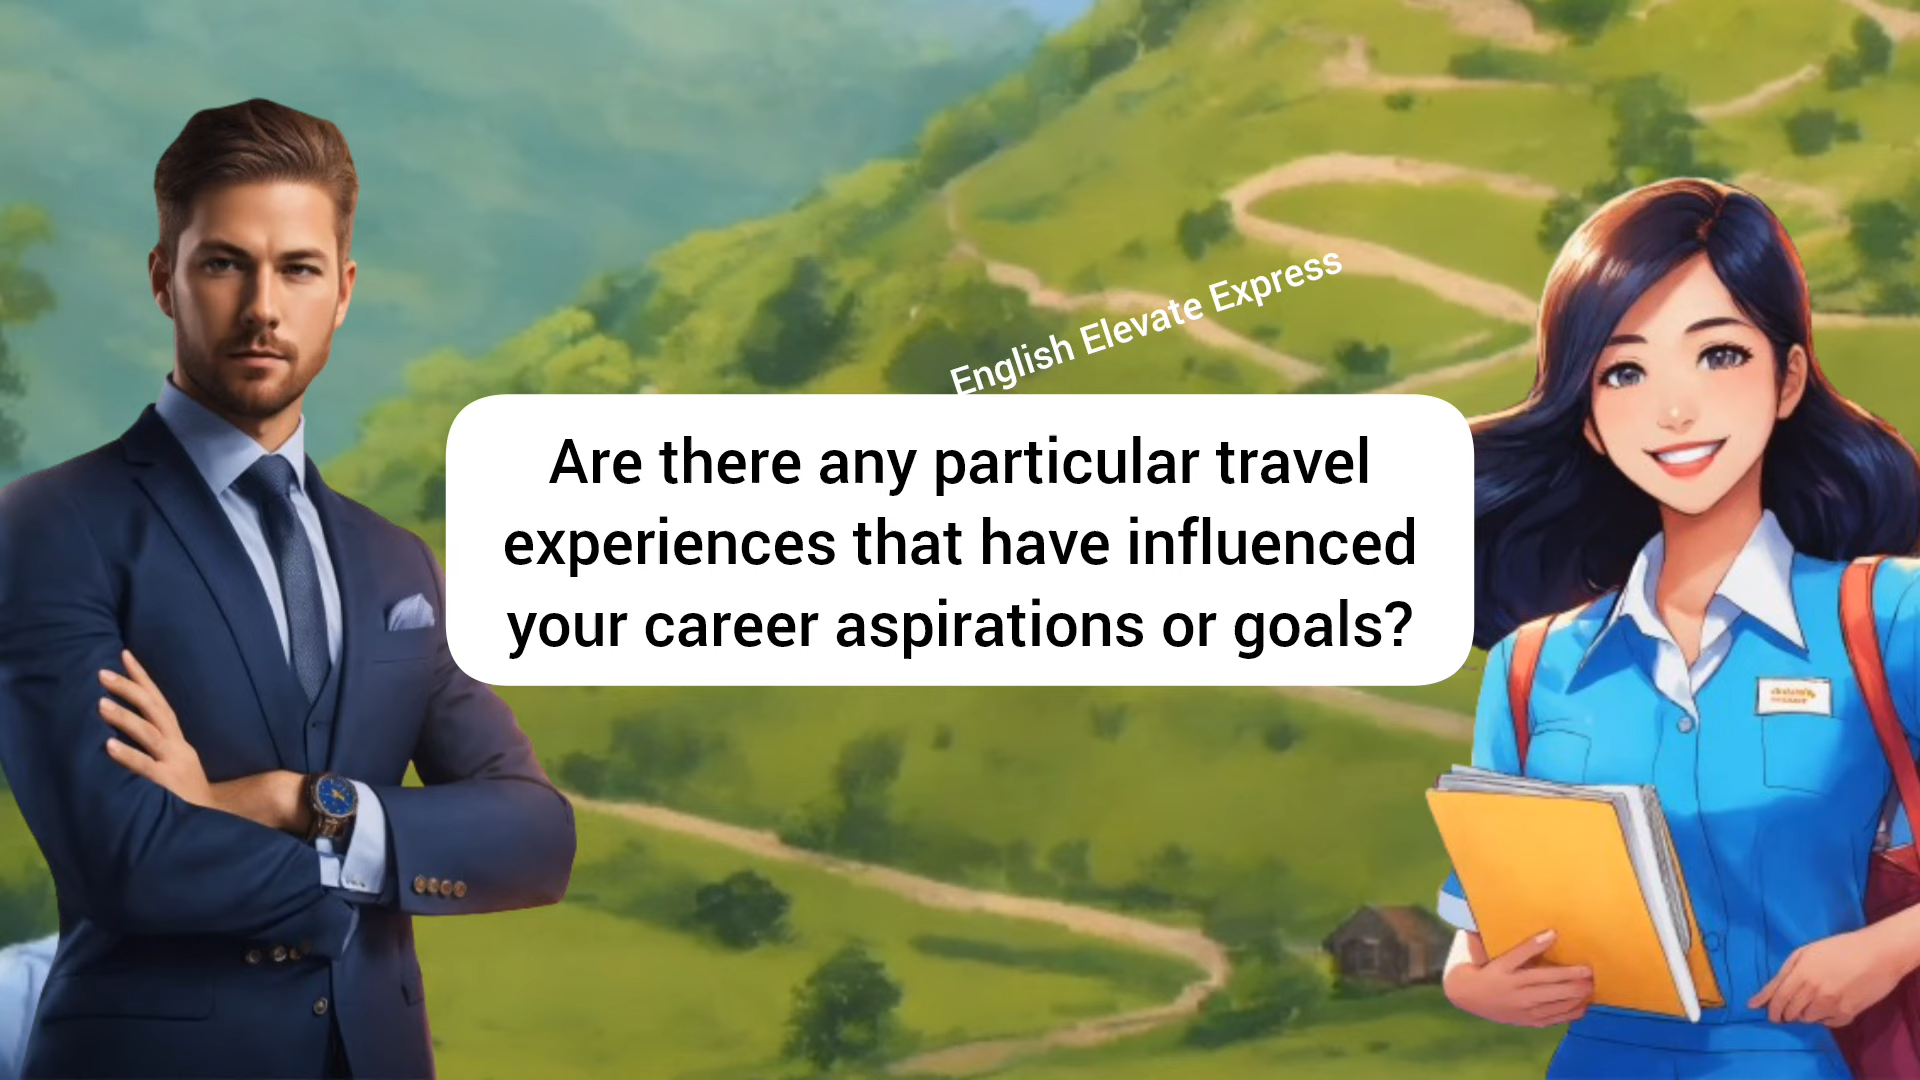 English Elevate Express
Are there any particular travel
experiences that have influenced
your career aspirations or goals?